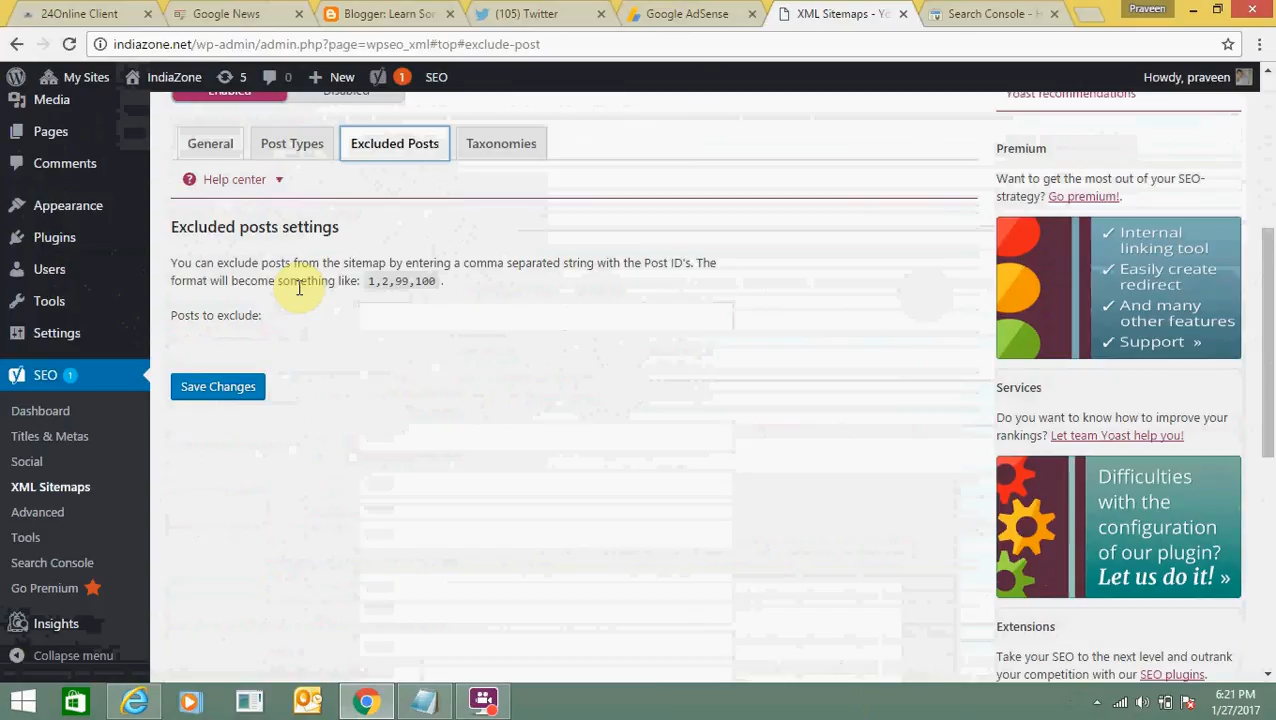 24Online Client
Google News
Blogger: Learn So
(105) Twitter
Google AdSense
XML Sitemaps - Yo
Search Console - H
Praveen
indiazone.net/wp-admin/admin.php?page=wpseo_xml#top#exclude-post
My Sites
IndiaZone
5
0
New
1
SEO
Howdy, praveen
Media
Pages
Comments
Appearance
Plugins
Users
Tools
Settings
SEO 1
Dashboard
Titles & Metas
Social
XML Sitemaps
Advanced
Tools
Search Console
Go Premium
Insights
Collapse menu
Enabled
Disabled
General
Post Types
Excluded Posts
Taxonomies
Help center
Excluded posts settings
You can exclude posts from the sitemap by entering a comma separated string with the Post ID's. The
format will become something like: 1,2,99,100 .
Posts to exclude:
Save Changes
Yoast recommendations
Premium
Want to get the most out of your SEO-
strategy? Go premium!.
✓ Internal
linking tool
✓ Easily create
redirect
✓ And many
other features
✓ Support »
Services
Do you want to know how to improve your
rankings? Let team Yoast help you!
Difficulties
with the
configuration
of our plugin?
Let us do it! »
Extensions
Take your SEO to the next level and outrank
your competition with our SEO plugins.
6:21 PM
1/27/2017